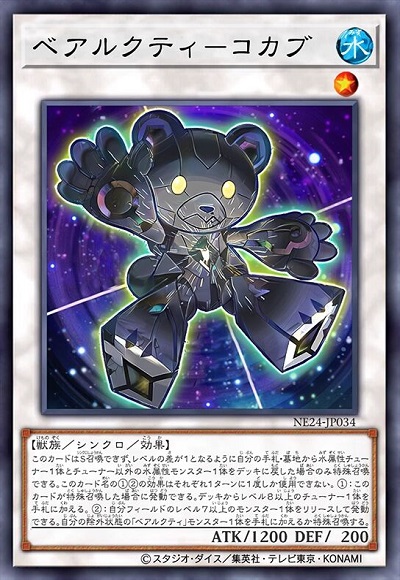 ベアルクティーコカブ
水
NE24-JP034
【獣族／シンクロ／効果】
このカードはS召喚できず、レベルの差が1となるように自分の手札・墓地から水属性チュー
ナー1体とチューナー以外の水属性モンスター1体をデッキに戻した場合のみ特殊召喚
できる。このカード名の①②の効果はそれぞれ1ターンに1度しか使用できない。①：この
カードが特殊召喚した場合に発動できる。デッキからレベル8以上のチューナー1体を
手札に加える。②：自分フィールドのレベル7以上のモンスター1体をリリースして発動
できる。自分の除外状態の「ベアルクティ」モンスター1体を手札に加えるか特殊召喚する。
ATK/1200 DEF/ 200
©スタジオ・ダイス／集英社・テレビ東京・KONAMI